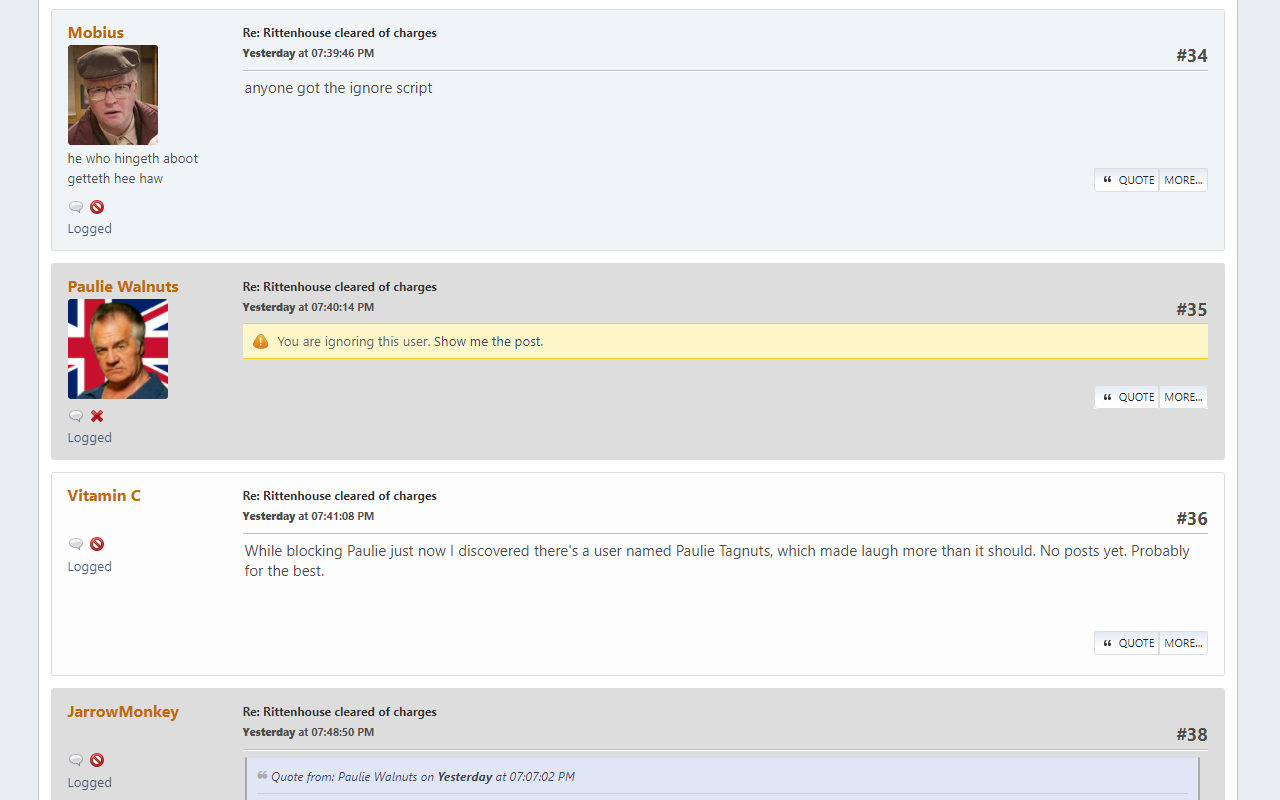 Mobius
Re: Rittenhouse cleared of charges
Yesterday at 07:39:46 PM
#34
anyone got the ignore script
he who hingeth aboot
getteth hee haw
QUOTE MORE...
Logged
Paulie Walnuts
Re: Rittenhouse cleared of charges
Yesterday at 07:40:14 PM
#35
You are ignoring this user. Show me the post.
QUOTE MORE...
Logged
Vitamin C
Re: Rittenhouse cleared of charges
Yesterday at 07:41:08 PM
#36
While blocking Paulie just now I discovered there's a user named Paulie Tagnuts, which made laugh more than it should. No posts yet. Probably
for the best.
Logged
QUOTE MORE...
JarrowMonkey
Re: Rittenhouse cleared of charges
Yesterday at 07:48:50 PM
#38
Quote from: Paulie Walnuts on Yesterday at 07:07:02 PM
Logged